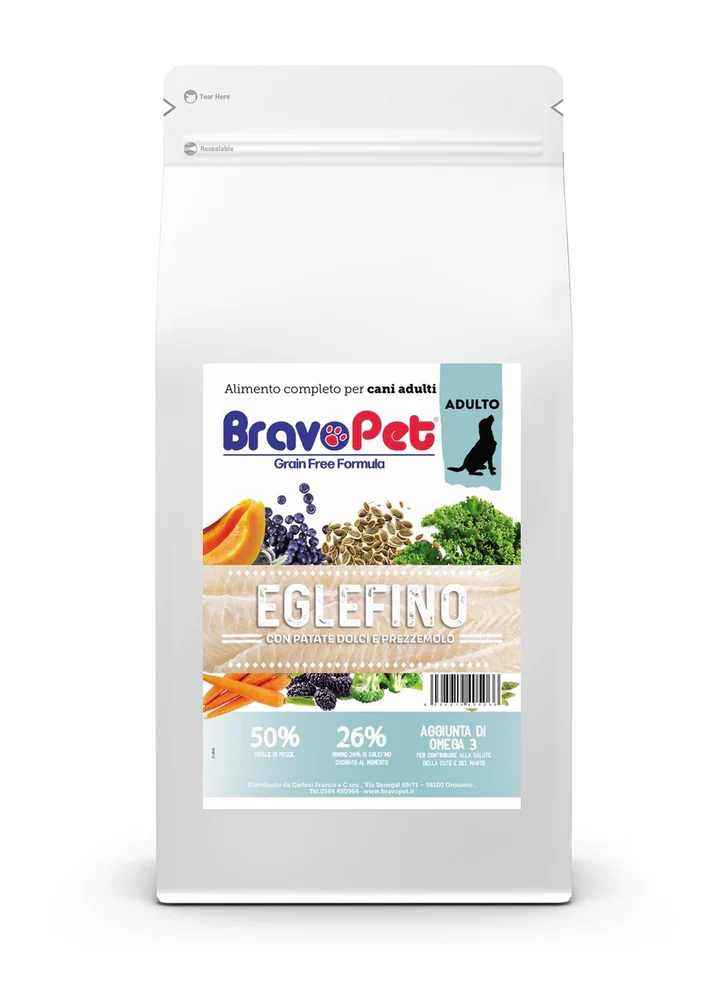 Tear Here
Resealable
Alimento completo per cani adulti
ADULTO
BravoPet®
Grain Free Formula
EGLEFINO
CON PATATE DOLCI E PREZZEMOLO
50%
TOTALE DI PESCE
26%
MINIMO 26% DI EGLEFINO
CUCINATO AL MOMENTO
AGGIUNTA DI
OMEGA 3
PER CONTRIBUIRE ALLA SALUTE
DELLA CUTE E DEL MANTO
Distribuito da Carlesi Franco e C snc , Via Senegal 69/71 – 58100 Grosseto ,
Tel.0564 450964- www.bravopet.it